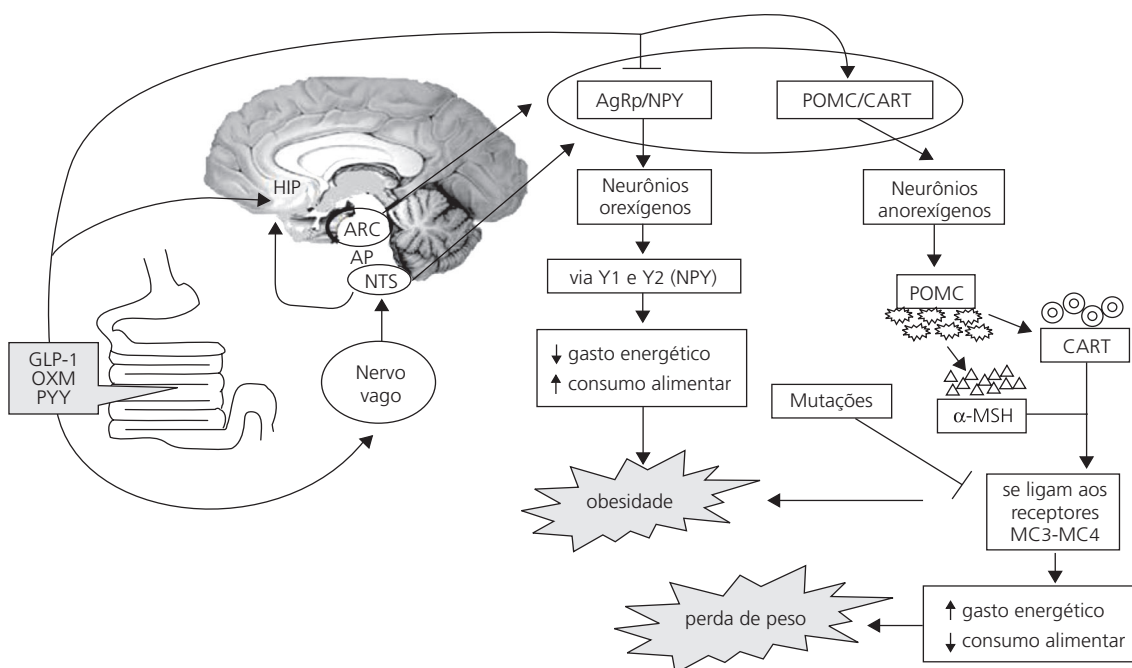 AgRp/NPY
POMC/CART
HIP
ARC
AP
NTS
Neurônios
orexígenos
Neurônios
anorexígenos
via Y1 e Y2 (NPY)
POMC
CART
GLP-1
OXM
PYY
Nervo
vago
↓ gasto energético
↑ consumo alimentar
Mutações
α-MSH
obesidade
se ligam aos
receptores
MC3-MC4
perda de peso
↑ gasto energético
↓ consumo alimentar